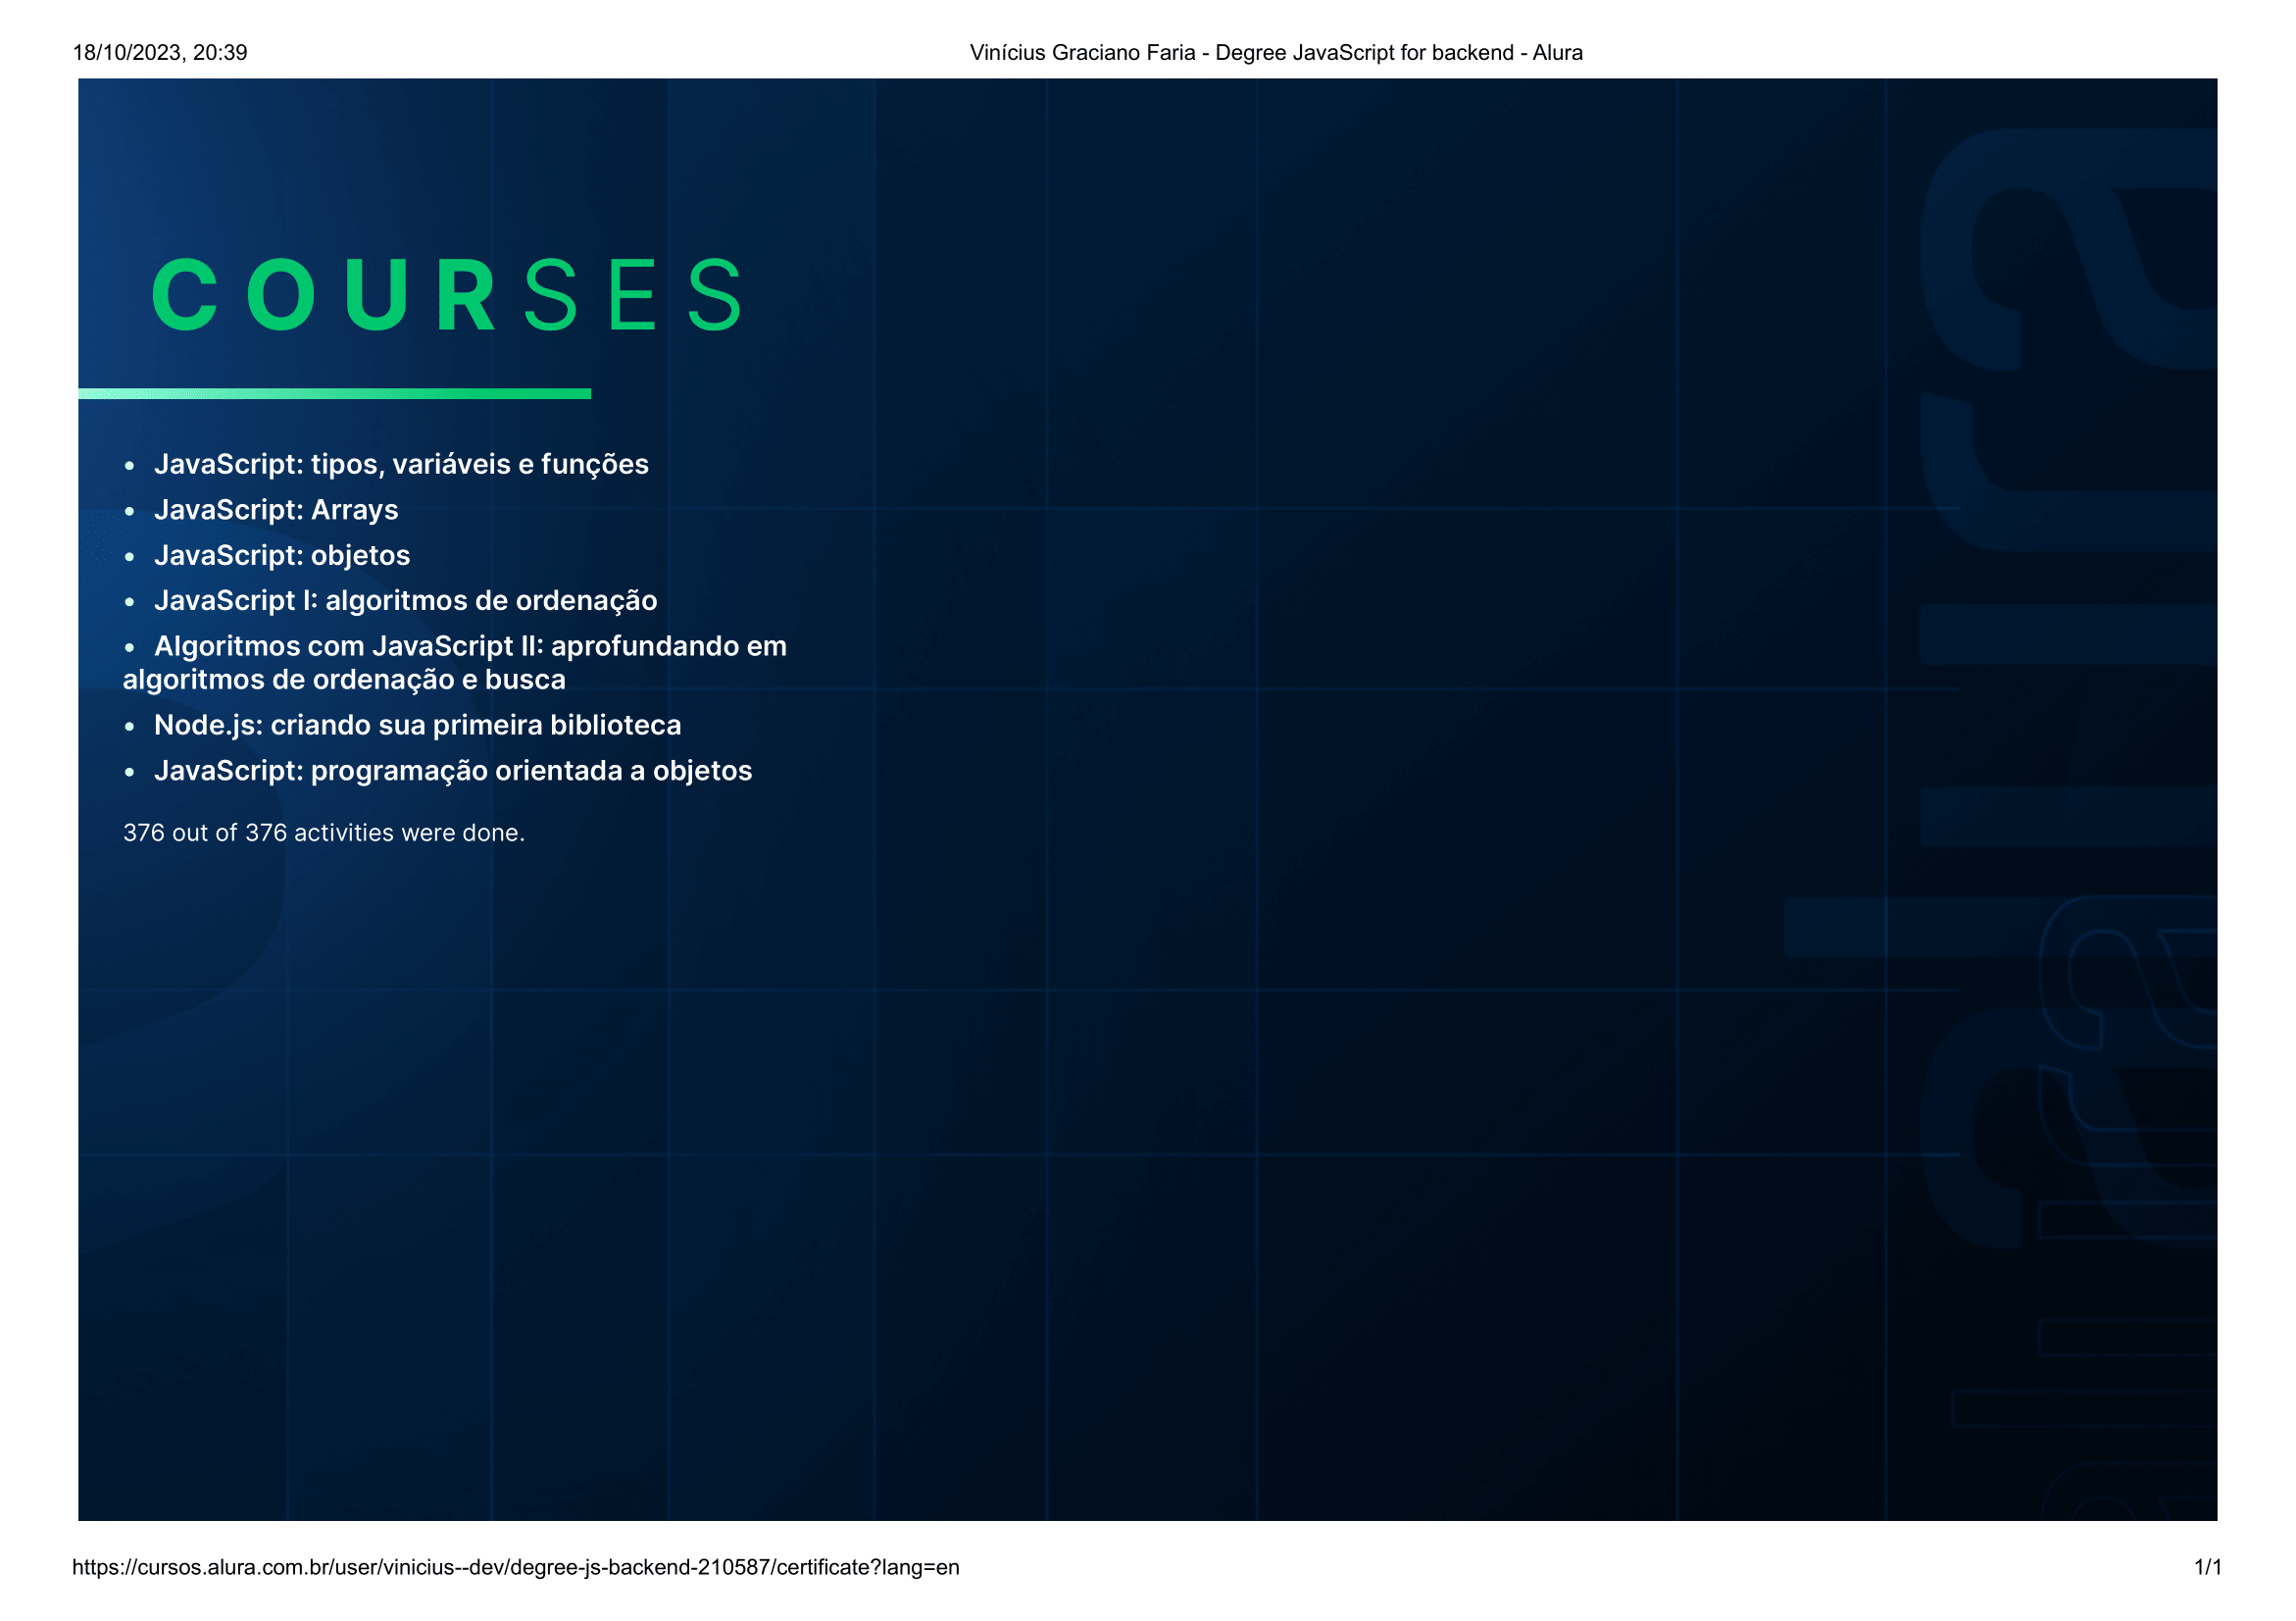 18/10/2023, 20:39
Vinícius Graciano Faria - Degree JavaScript for backend - Alura
COURSES
• JavaScript: tipos, variáveis e funções
• JavaScript: Arrays
• JavaScript: objetos
• JavaScript I: algoritmos de ordenação
• Algoritmos com JavaScript II: aprofundando em
algoritmos de ordenação e busca
• Node.js: criando sua primeira biblioteca
• JavaScript: programação orientada a objetos
376 out of 376 activities were done.
alura
alura
https://cursos.alura.com.br/user/vinicius--dev/degree-js-backend-210587/certificate?lang=en
1/1